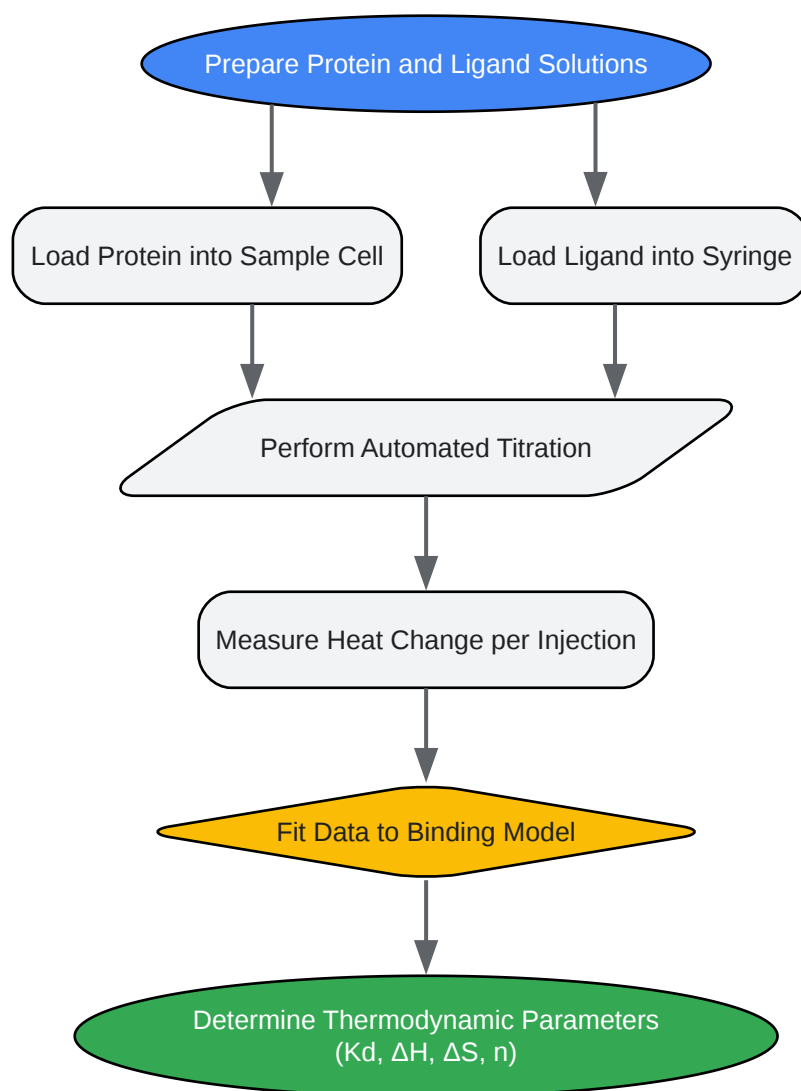 Prepare Protein and Ligand Solutions
Load Protein into Sample Cell
Load Ligand into Syringe
Perform Automated Titration
Measure Heat Change per Injection
Fit Data to Binding Model
Determine Thermodynamic Parameters
(Kd, ΔH, ΔS, n)